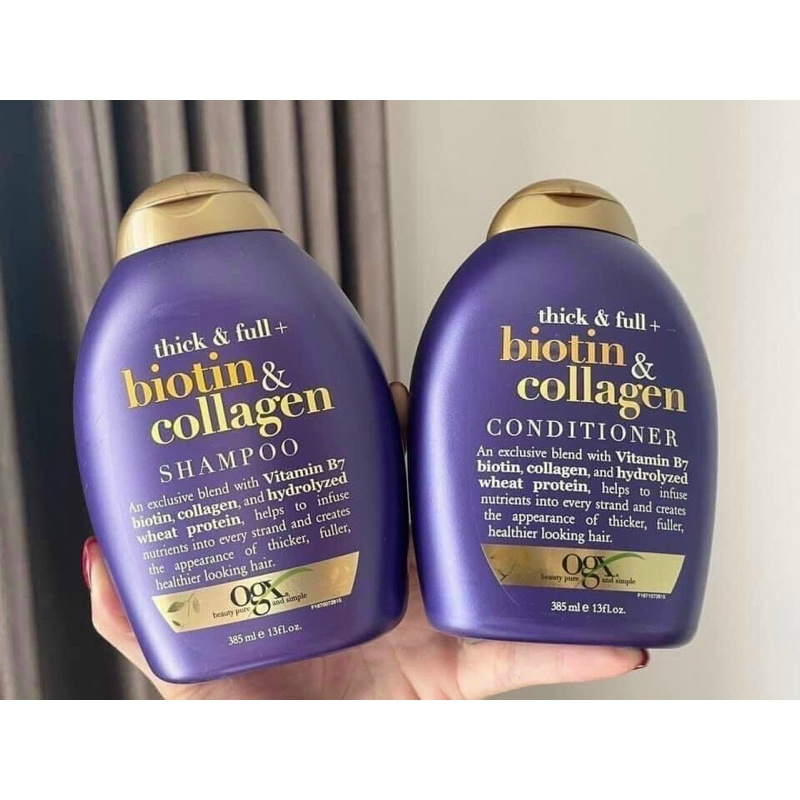 thick & full +
biotin &
collagen
SHAMPOO
An exclusive blend with Vitamin B7
biotin, collagen, and hydrolyzed
wheat protein, helps to infuse
nutrients into every strand and creates
the appearance of thicker, fuller,
healthier looking hair.
ogx
beauty pure and simple
385 ml e 13fl.oz.
thick & full +
biotin &
collagen
CONDITIONER
An exclusive blend with Vitamin B7
biotin, collagen, and hydrolyzed
wheat protein, helps to infuse
nutrients into every strand and creates
the appearance of thicker, fuller,
healthier looking hair.
ogx
beauty pure and simple
385 ml e 13fl.oz.